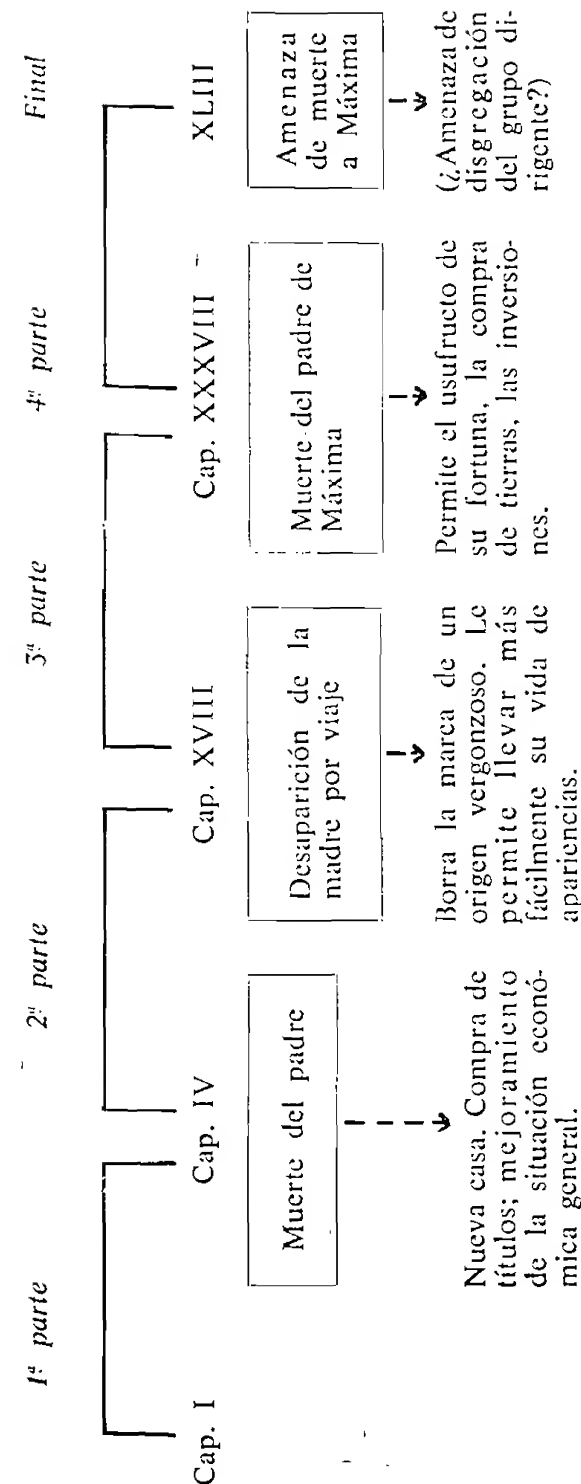 1ª parte
2ª parte
3ª parte
4ª parte
Final
Cap. I
Cap. IV
Cap. XVIII
Cap. XXXVIII
XLIII
Muerte del padre
Desaparición de la
madre por viaje
Muerte del padre de
Máxima
Amenaza
de muerte
a Máxima
Nueva casa. Compra de
títulos; mejoramiento
de la situación econó-
mica general.
Borra la marca de un
origen vergonzoso. Le
permite llevar más
fácilmente su vida de
apariencias.
Permite el usufructo de
su fortuna, la compra
de tierras, las inversio-
nes.
(¿Amenaza de
disgregación
del grupo di-
rigente?)